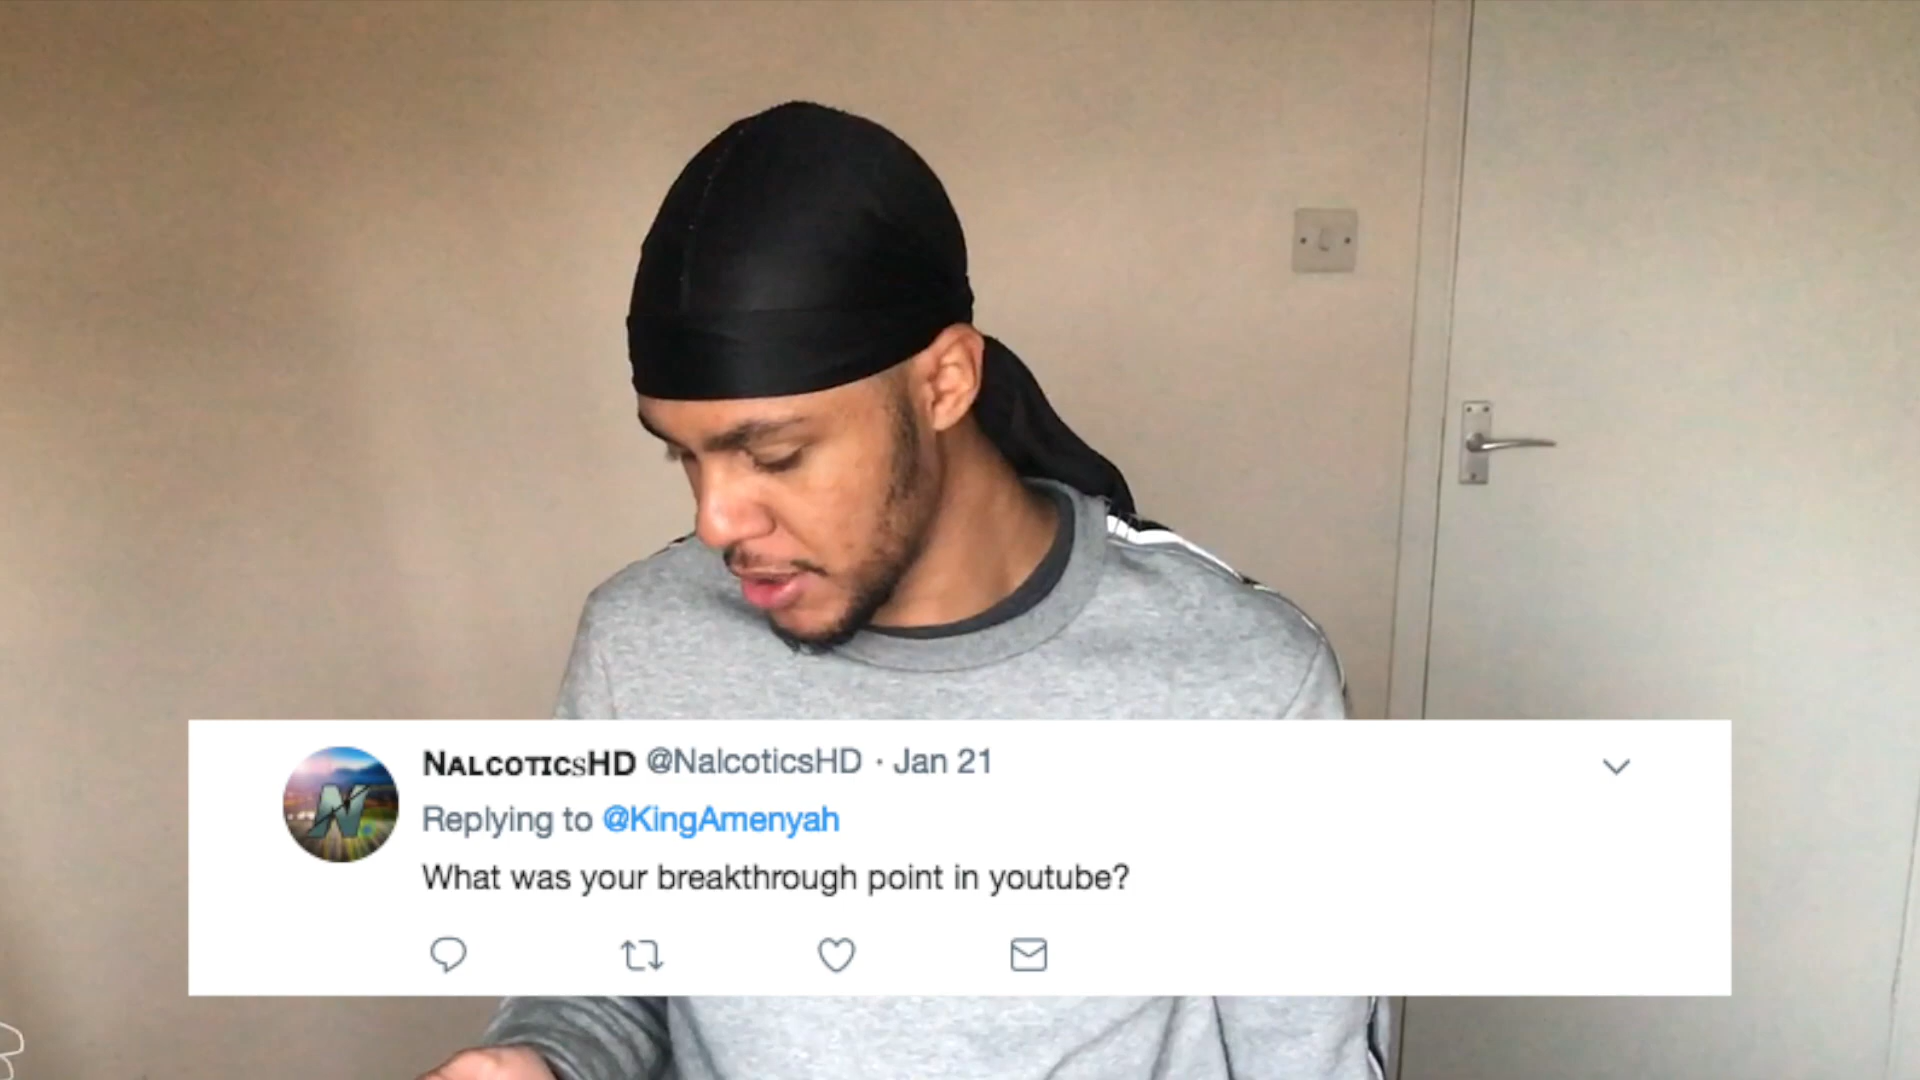 NALCOTICSHD @NalcoticsHD · Jan 21
Replying to @KingAmenyah
What was your breakthrough point in youtube?